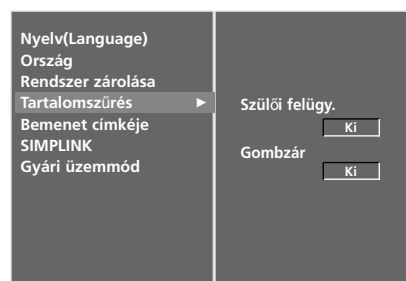 Nyelv(Language)
Ország
Rendszer zárolása
Tartalomszűrés ►
Bemenet címkéje
SIMPLINK
Gyári üzemmód
Szülői felügy.
Ki
Gombzár
Ki